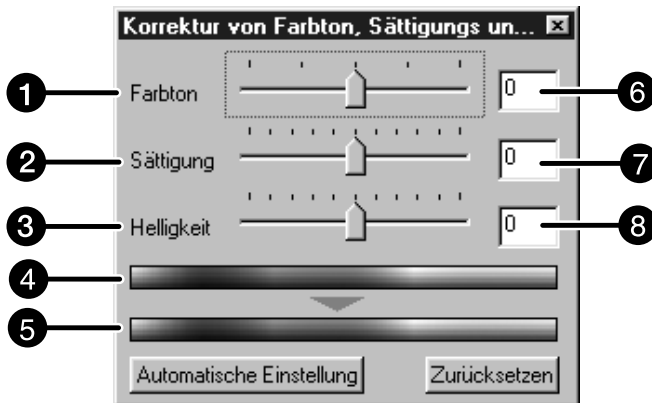 Korrektur von Farbton, Sättigungs un...
1 Farbton 0 6
2 Sättigung 0 7
3 Helligkeit 0 8
4
5
Automatische Einstellung Zurücksetzen